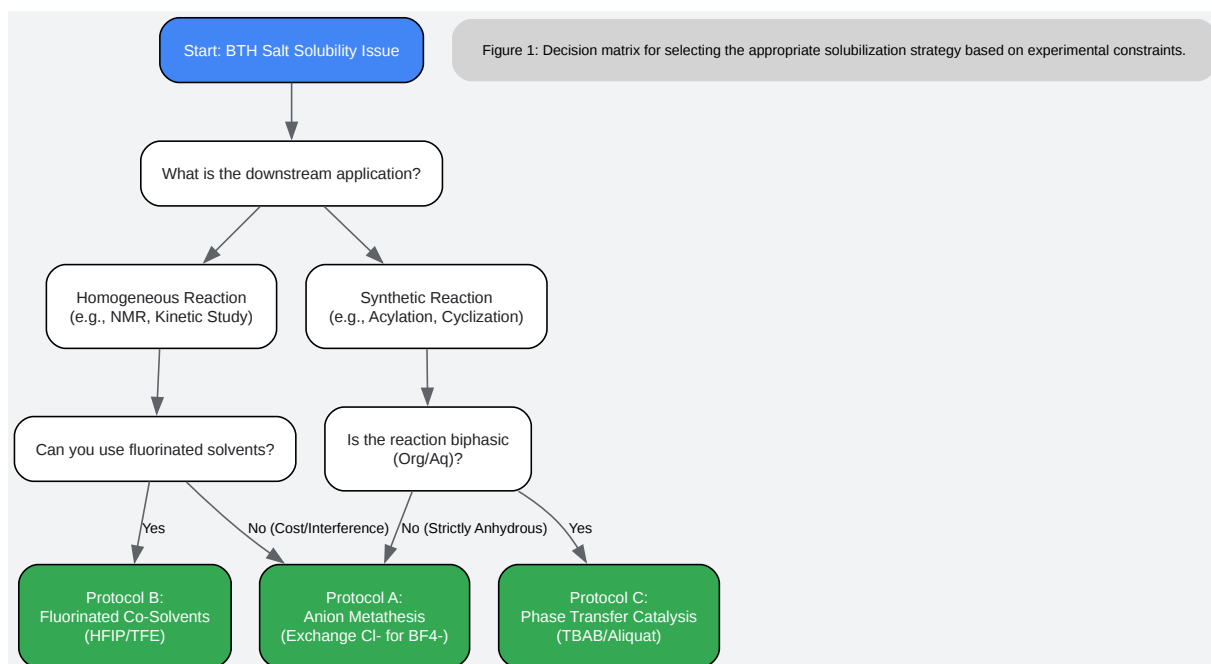 Start: BTH Salt Solubility Issue
Figure 1: Decision matrix for selecting the appropriate solubilization strategy based on experimental constraints.
What is the downstream application?
Homogeneous Reaction
(e.g., NMR, Kinetic Study)
Synthetic Reaction
(e.g., Acylation, Cyclization)
Can you use fluorinated solvents?
Is the reaction biphasic
(Org/Aq)?
Yes
No (Cost/Interference)
No (Strictly Anhydrous)
Yes
Protocol B:
Fluorinated Co-Solvents
(HFIP/TFE)
Protocol A:
Anion Metathesis
(Exchange Cl- for BF4-)
Protocol C:
Phase Transfer Catalysis
(TBAB/Aliquat)